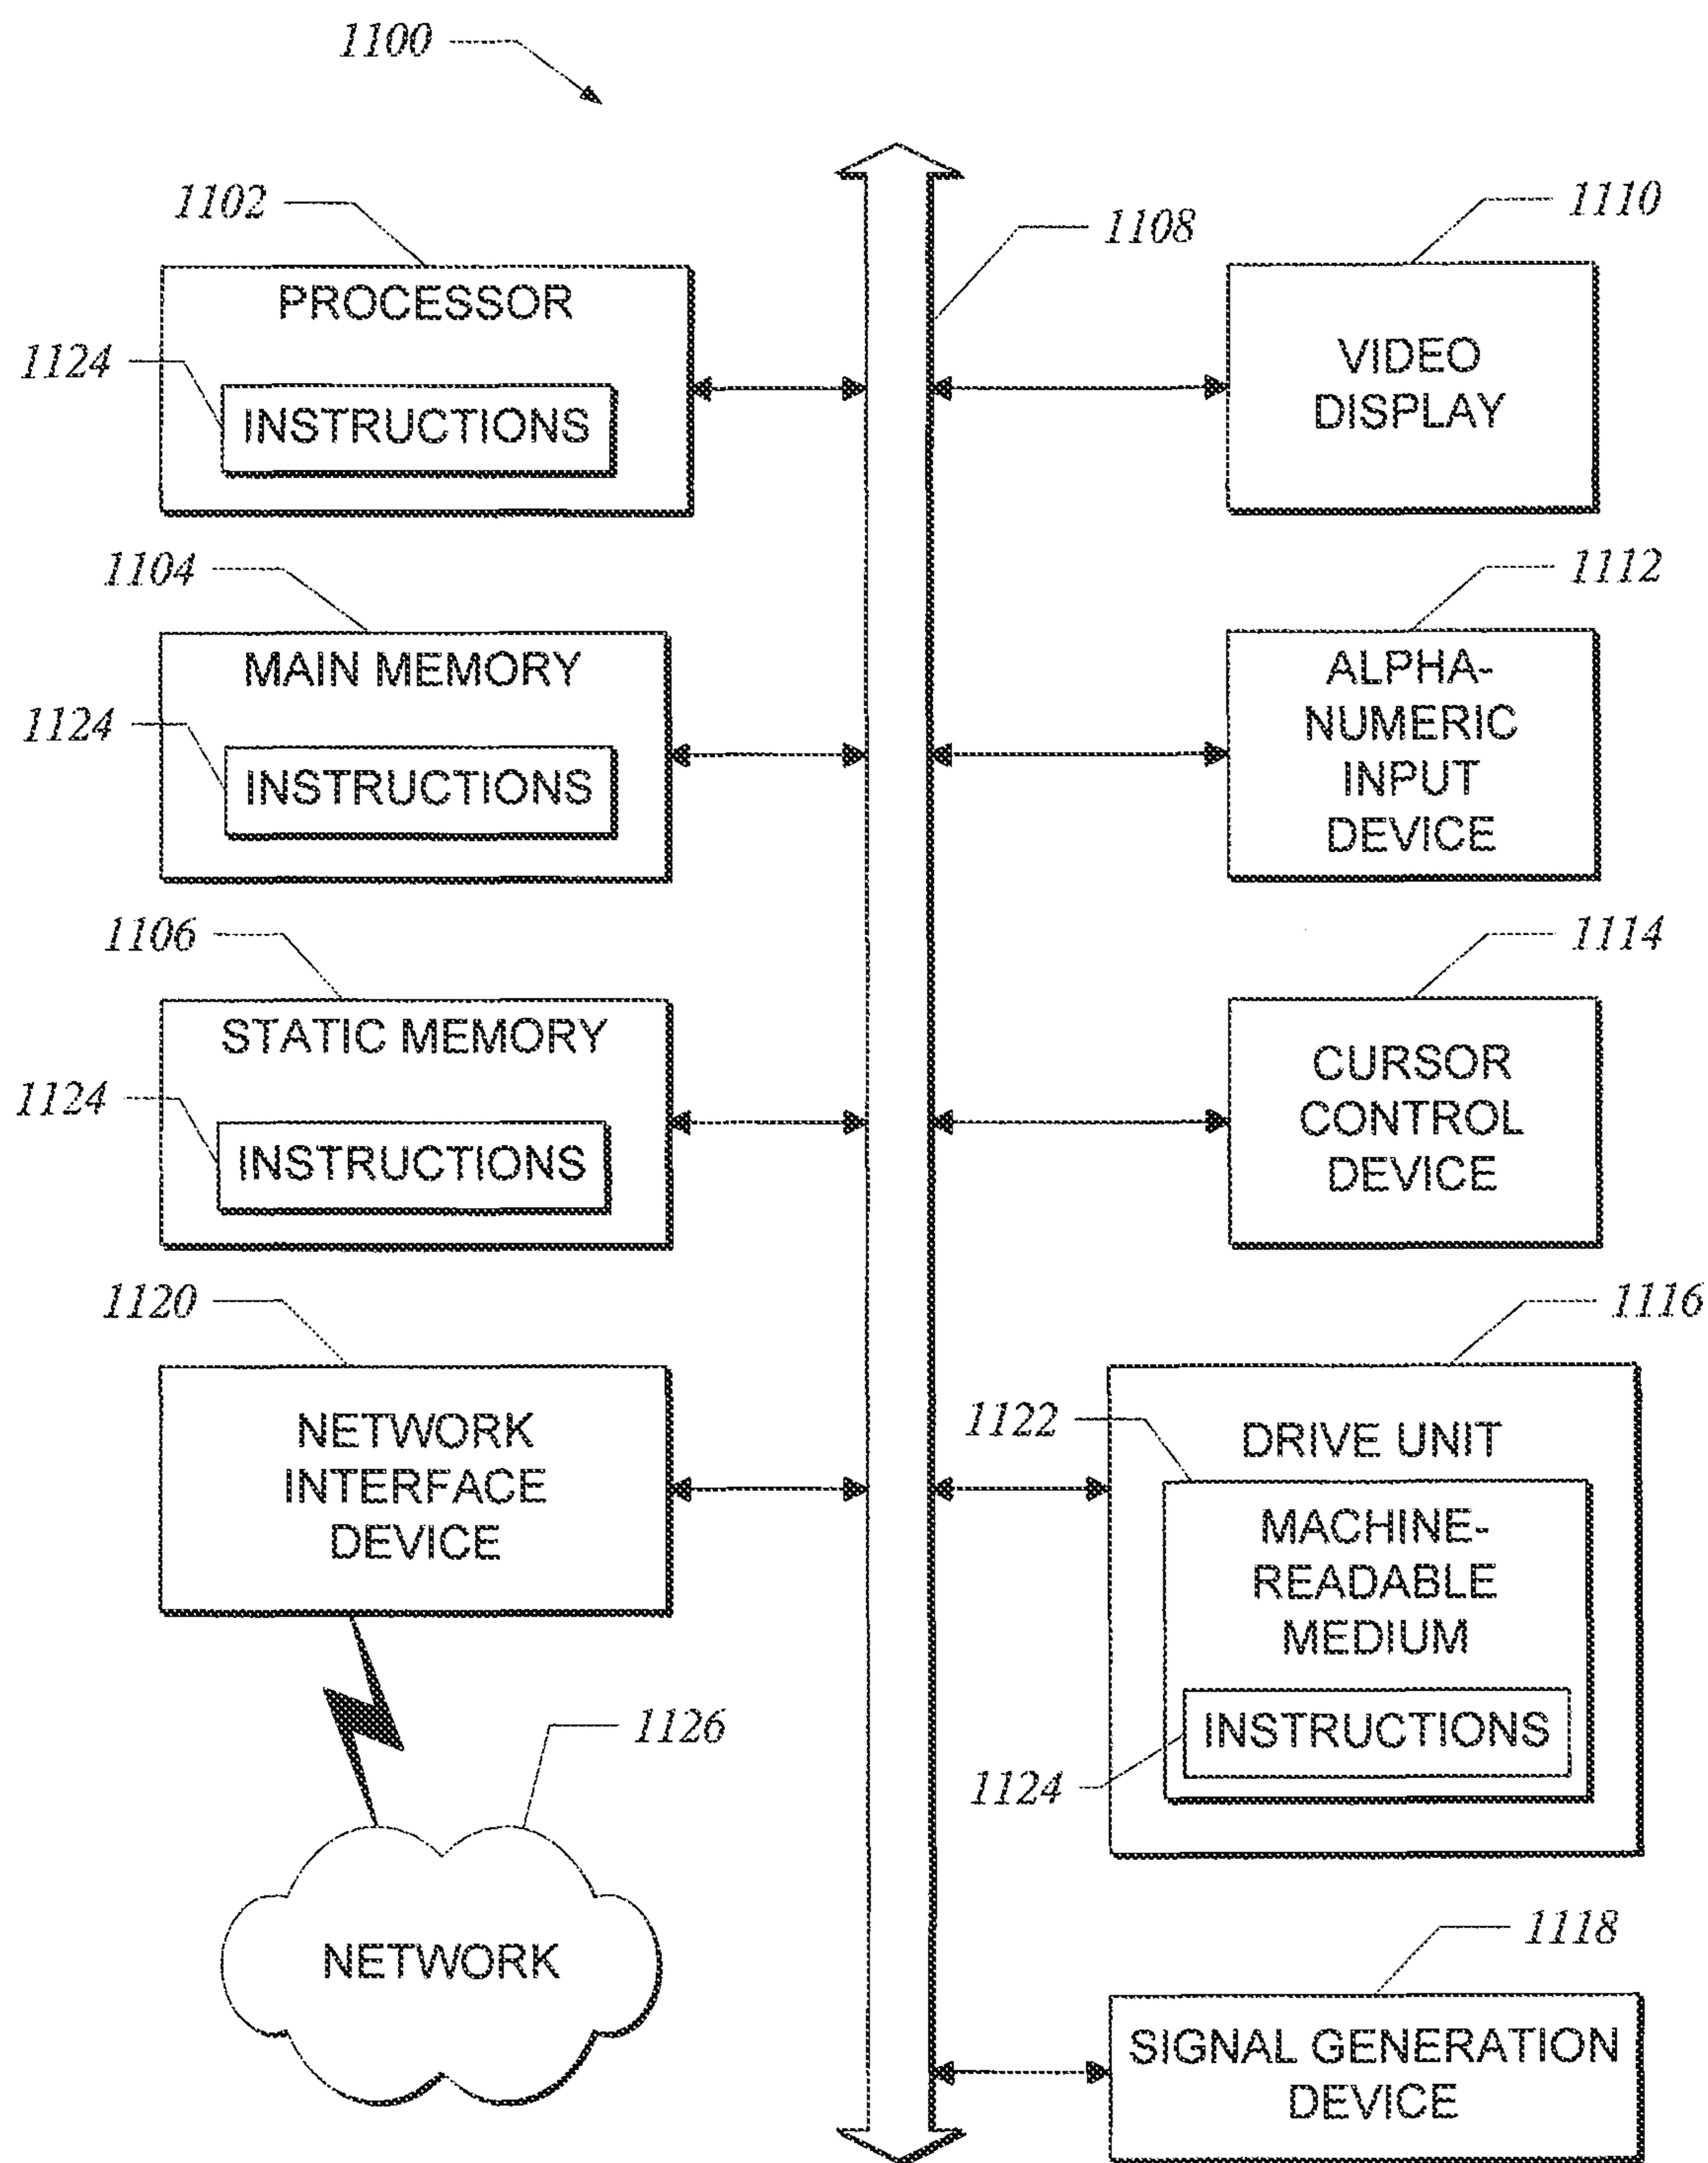 1100
1102
PROCESSOR
1124
INSTRUCTIONS
1108
1110
VIDEO
DISPLAY
1104
MAIN MEMORY
1124
INSTRUCTIONS
1112
ALPHA-
NUMERIC
INPUT
DEVICE
1106
STATIC MEMORY
1124
INSTRUCTIONS
1114
CURSOR
CONTROL
DEVICE
1120
NETWORK
INTERFACE
DEVICE
1116
1122
DRIVE UNIT
MACHINE-
READABLE
MEDIUM
INSTRUCTIONS
1124
1126
NETWORK
1118
SIGNAL GENERATION
DEVICE